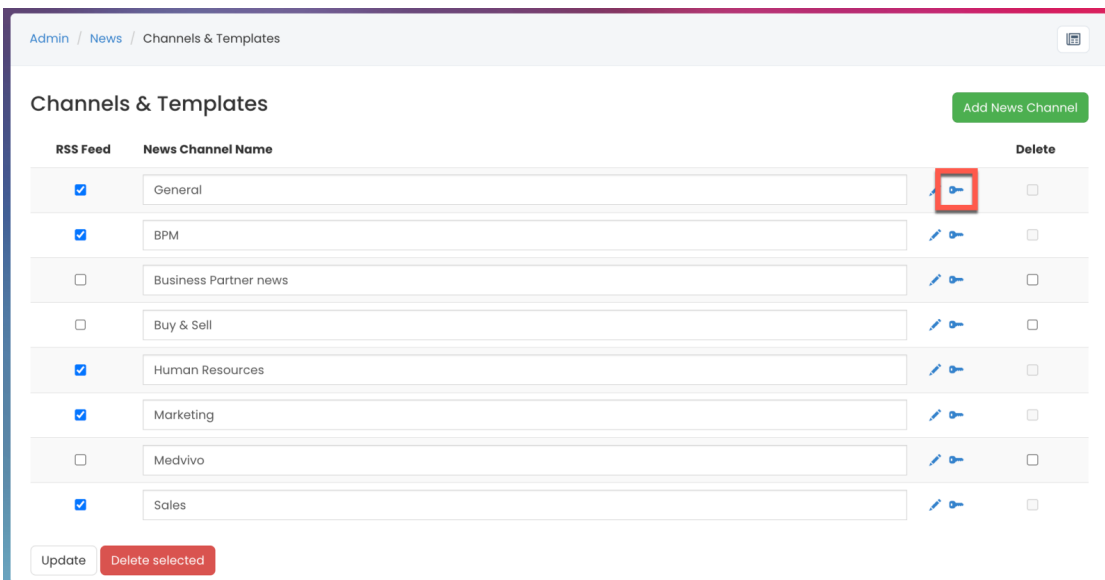 Admin / News / Channels & Templates
Channels & Templates
Add News Channel
RSS Feed News Channel Name Delete
General
BPM
Business Partner news
Buy & Sell
Human Resources
Marketing
Medvivo
Sales
Update Delete selected